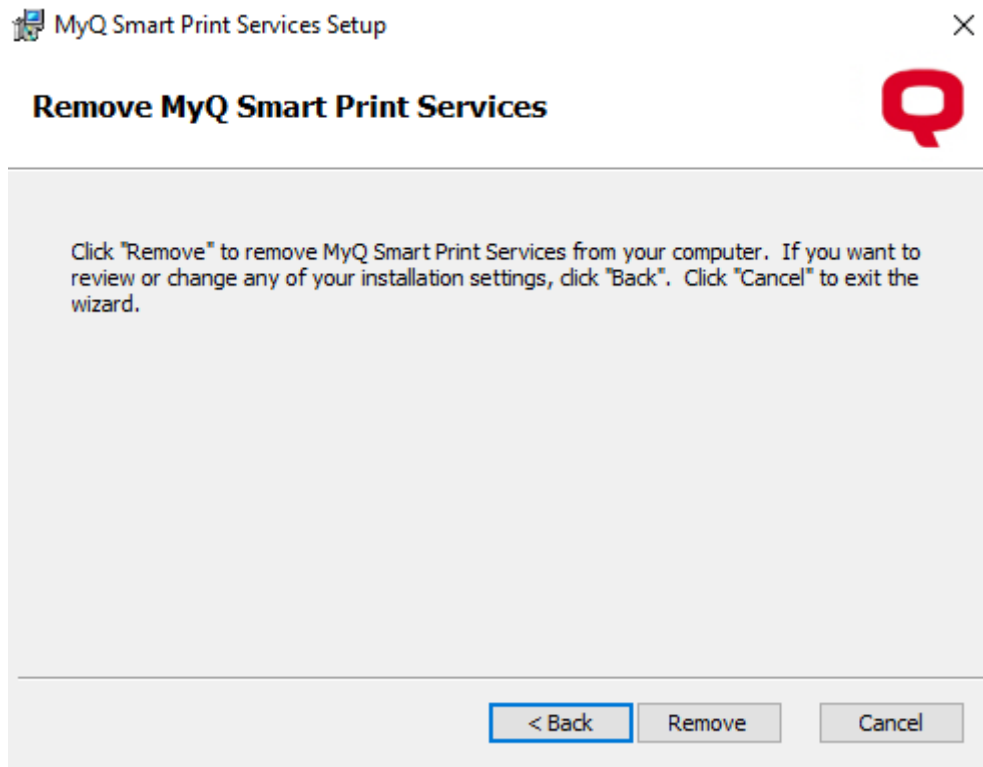 MyQ Smart Print Services Setup
Remove MyQ Smart Print Services
Click "Remove" to remove MyQ Smart Print Services from your computer.  If you want to
review or change any of your installation settings, click "Back".  Click "Cancel" to exit the
wizard.
< Back
Remove
Cancel